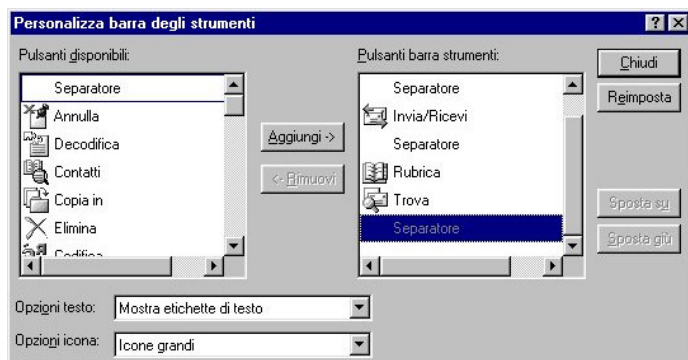 Personalizza barra degli strumenti
Pulsanti disponibili:
Separatore
Annulla
Decodifica
Contatti
Copia in
Elimina
Codifica
Aggiungi ->
<- Rimuovi
Pulsanti barra strumenti:
Separatore
Invia/Ricevi
Separatore
Rubrica
Trova
Separatore
Chiudi
Reimposta
Sposta su
Sposta giù
Opzioni testo: Mostra etichette di testo
Opzioni icona: Icone grandi